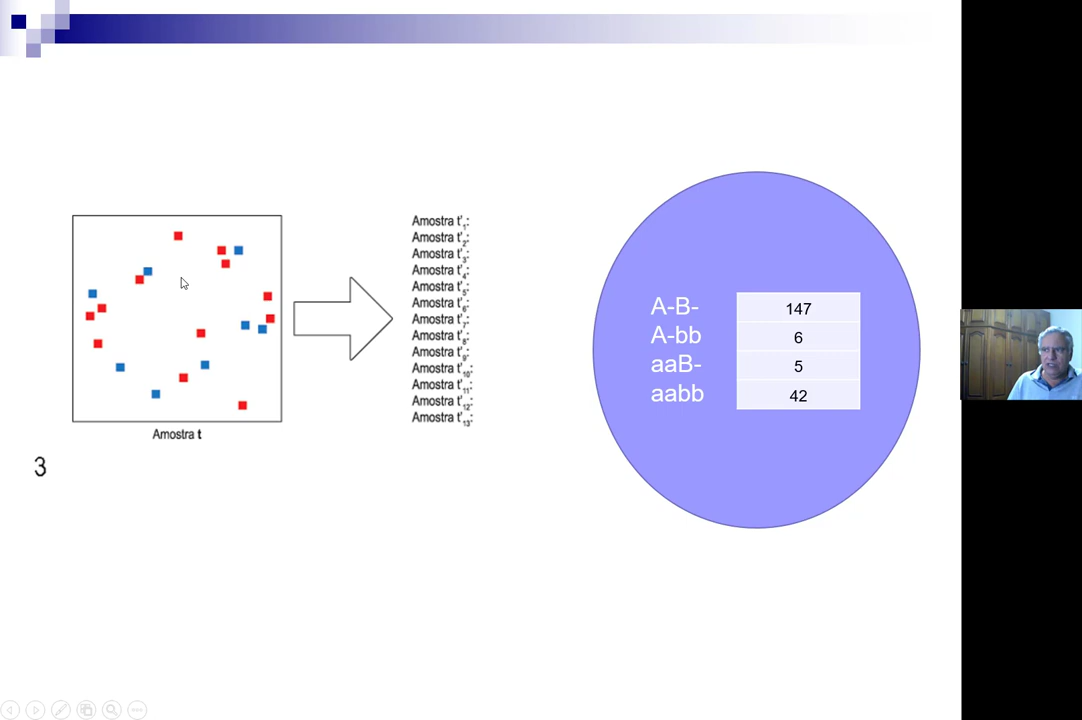 Amostra t
3
Amostra t'1:
Amostra t'2:
Amostra t'3:
Amostra t'4:
Amostra t'5:
Amostra t'6:
Amostra t'7:
Amostra t'8:
Amostra t'9:
Amostra t'10:
Amostra t'11:
Amostra t'12:
Amostra t'13:
A-B- 147
A-bb 6
aaB- 5
aabb 42